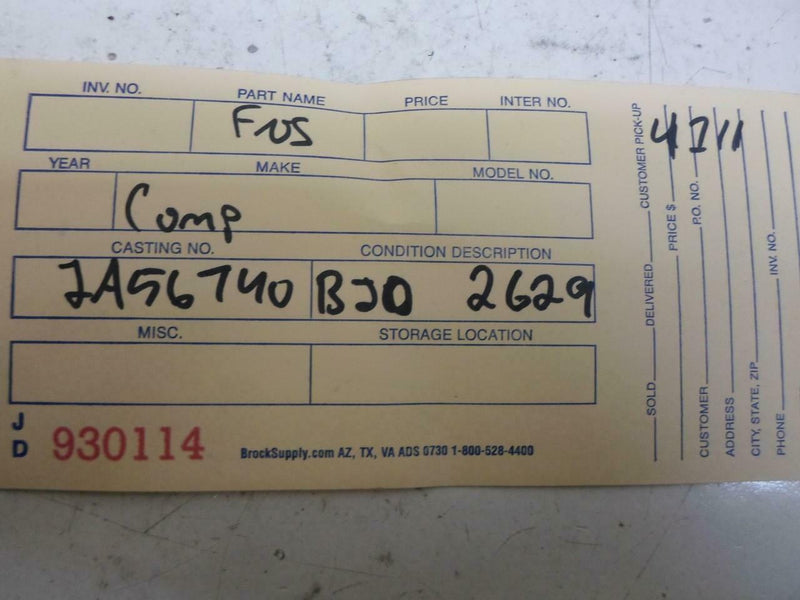 INV. NO. PART NAME PRICE INTER NO.
Fus
YEAR MAKE MODEL NO.
Comp
CASTING NO. CONDITION DESCRIPTION
JA56740 BJD 2629
MISC. STORAGE LOCATION
J
D 930114 BrockSupply.com AZ, TX, VA ADS 0730 1-800-528-4400
SOLD DELIVERED CUSTOMER PICK-UP
PRICE $
CUSTOMER P.O. NO.
ADDRESS
CITY, STATE, ZIP
PHONE INV. NO.